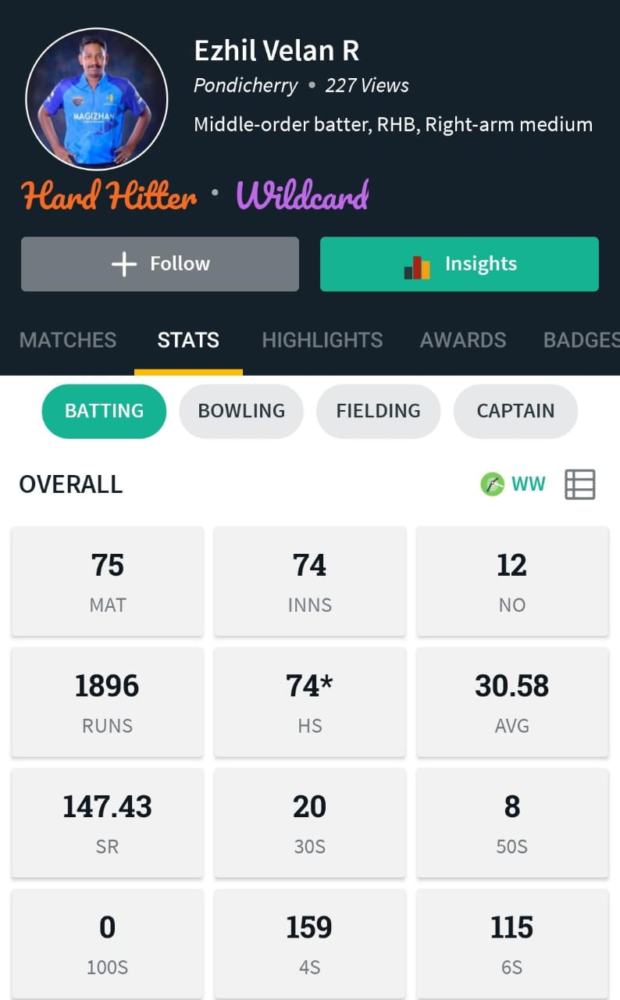 Ezhil Velan R
Pondicherry • 227 Views
Middle-order batter, RHB, Right-arm medium
MAGIZHAN
Hard Hitter • Wildcard
+ Follow
Insights
MATCHES STATS HIGHLIGHTS AWARDS BADGES
BATTING BOWLING FIELDING CAPTAIN
OVERALL
WW
75 74 12
MAT INNS NO
1896 74* 30.58
RUNS HS AVG
147.43 20 8
SR 30S 50S
0 159 115
100S 4S 6S